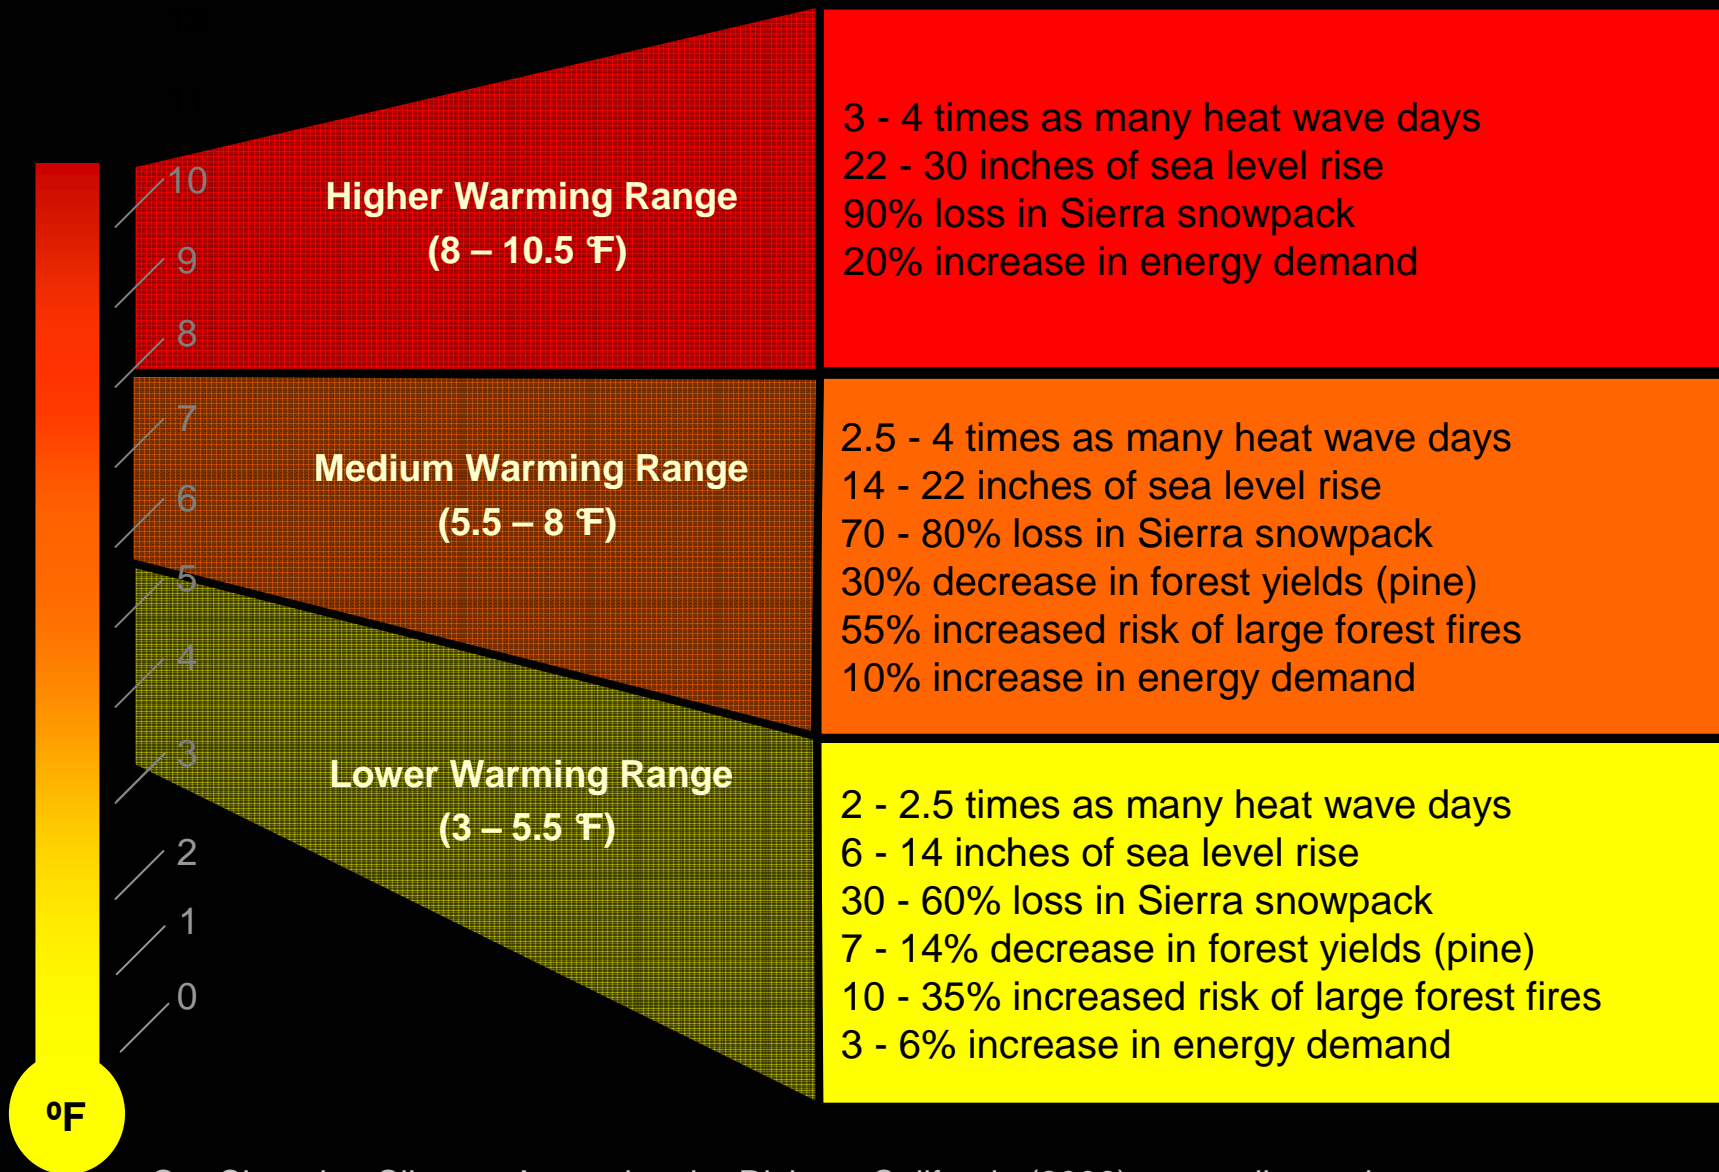 10
9
8
7
6
5
4
3
2
1
0
ºF
Higher Warming Range
(8 – 10.5 °F)
3 - 4 times as many heat wave days
22 - 30 inches of sea level rise
90% loss in Sierra snowpack
20% increase in energy demand
Medium Warming Range
(5.5 – 8 °F)
2.5 - 4 times as many heat wave days
14 - 22 inches of sea level rise
70 - 80% loss in Sierra snowpack
30% decrease in forest yields (pine)
55% increased risk of large forest fires
10% increase in energy demand
Lower Warming Range
(3 – 5.5 °F)
2 - 2.5 times as many heat wave days
6 - 14 inches of sea level rise
30 - 60% loss in Sierra snowpack
7 - 14% decrease in forest yields (pine)
10 - 35% increased risk of large forest fires
3 - 6% increase in energy demand